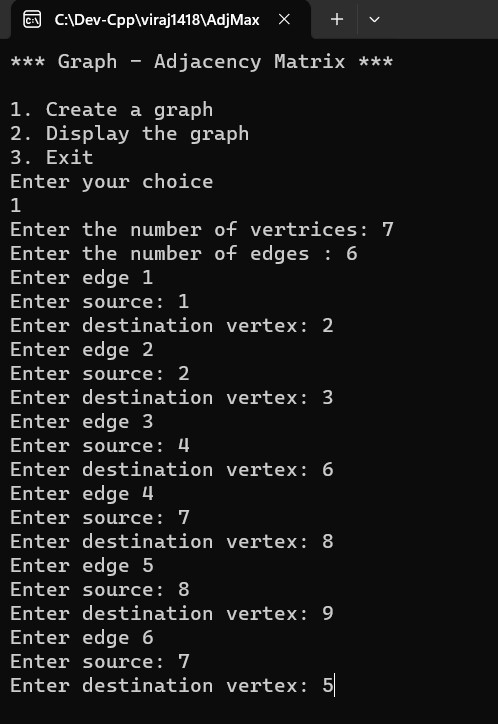 C:\Dev-Cpp\viraj1418\AdjMax
*** Graph - Adjacency Matrix ***
1. Create a graph
2. Display the graph
3. Exit
Enter your choice
1
Enter the number of vertrices: 7
Enter the number of edges : 6
Enter edge 1
Enter source: 1
Enter destination vertex: 2
Enter edge 2
Enter source: 2
Enter destination vertex: 3
Enter edge 3
Enter source: 4
Enter destination vertex: 6
Enter edge 4
Enter source: 7
Enter destination vertex: 8
Enter edge 5
Enter source: 8
Enter destination vertex: 9
Enter edge 6
Enter source: 7
Enter destination vertex: 5